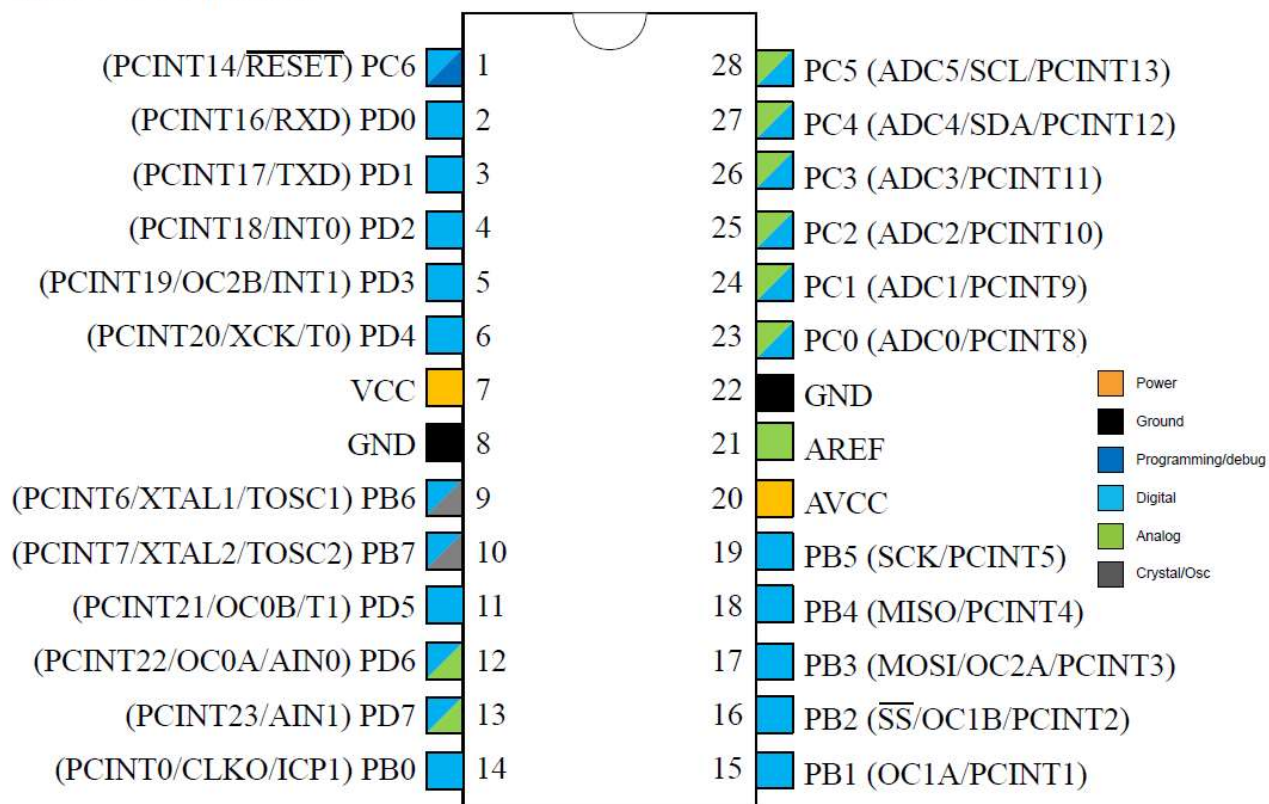 (PCINT14/RESET) PC6 1
(PCINT16/RXD) PD0 2
(PCINT17/TXD) PD1 3
(PCINT18/INT0) PD2 4
(PCINT19/OC2B/INT1) PD3 5
(PCINT20/XCK/T0) PD4 6
VCC 7
GND 8
(PCINT6/XTAL1/TOSC1) PB6 9
(PCINT7/XTAL2/TOSC2) PB7 10
(PCINT21/OC0B/T1) PD5 11
(PCINT22/OC0A/AIN0) PD6 12
(PCINT23/AIN1) PD7 13
(PCINT0/CLKO/ICP1) PB0 14
28 PC5 (ADC5/SCL/PCINT13)
27 PC4 (ADC4/SDA/PCINT12)
26 PC3 (ADC3/PCINT11)
25 PC2 (ADC2/PCINT10)
24 PC1 (ADC1/PCINT9)
23 PC0 (ADC0/PCINT8)
22 GND
21 AREF
20 AVCC
19 PB5 (SCK/PCINT5)
18 PB4 (MISO/PCINT4)
17 PB3 (MOSI/OC2A/PCINT3)
16 PB2 (SS/OC1B/PCINT2)
15 PB1 (OC1A/PCINT1)
Power
Ground
Programming/debug
Digital
Analog
Crystal/Osc